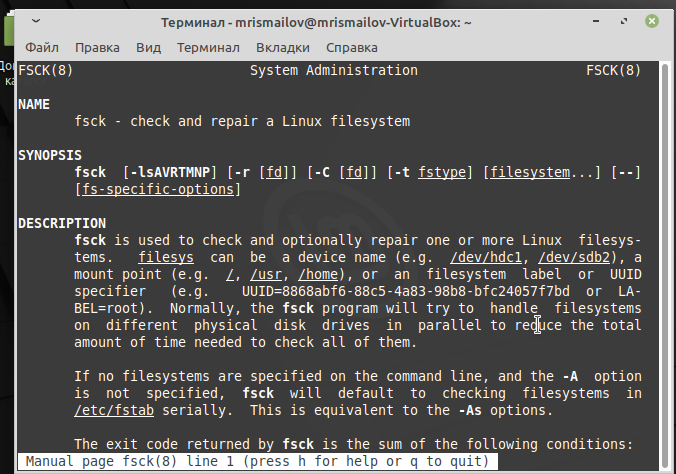 Терминал - mrismailov@mrismailov-VirtualBox: ~
Файл Правка Вид Терминал Вкладки Справка
FSCK(8) System Administration FSCK(8)
NAME
fsck - check and repair a Linux filesystem
SYNOPSIS
fsck [-lsAVRTMNP] [-r [fd]] [-C [fd]] [-t fstype] [filesystem...] [--]
[fs-specific-options]
DESCRIPTION
fsck is used to check and optionally repair one or more Linux filesys-
tems. filesys can be a device name (e.g. /dev/hdc1, /dev/sdb2), a
mount point (e.g. /, /usr, /home), or an filesystem label or UUID
specifier (e.g. UUID=8868abf6-88c5-4a83-98b8-bfc24057f7bd or LA-
BEL=root). Normally, the fsck program will try to handle filesystems
on different physical disk drives in parallel to reduce the total
amount of time needed to check all of them.
If no filesystems are specified on the command line, and the -A option
is not specified, fsck will default to checking filesystems in
/etc/fstab serially. This is equivalent to the -As options.
The exit code returned by fsck is the sum of the following conditions:
Manual page fsck(8) line 1 (press h for help or q to quit)